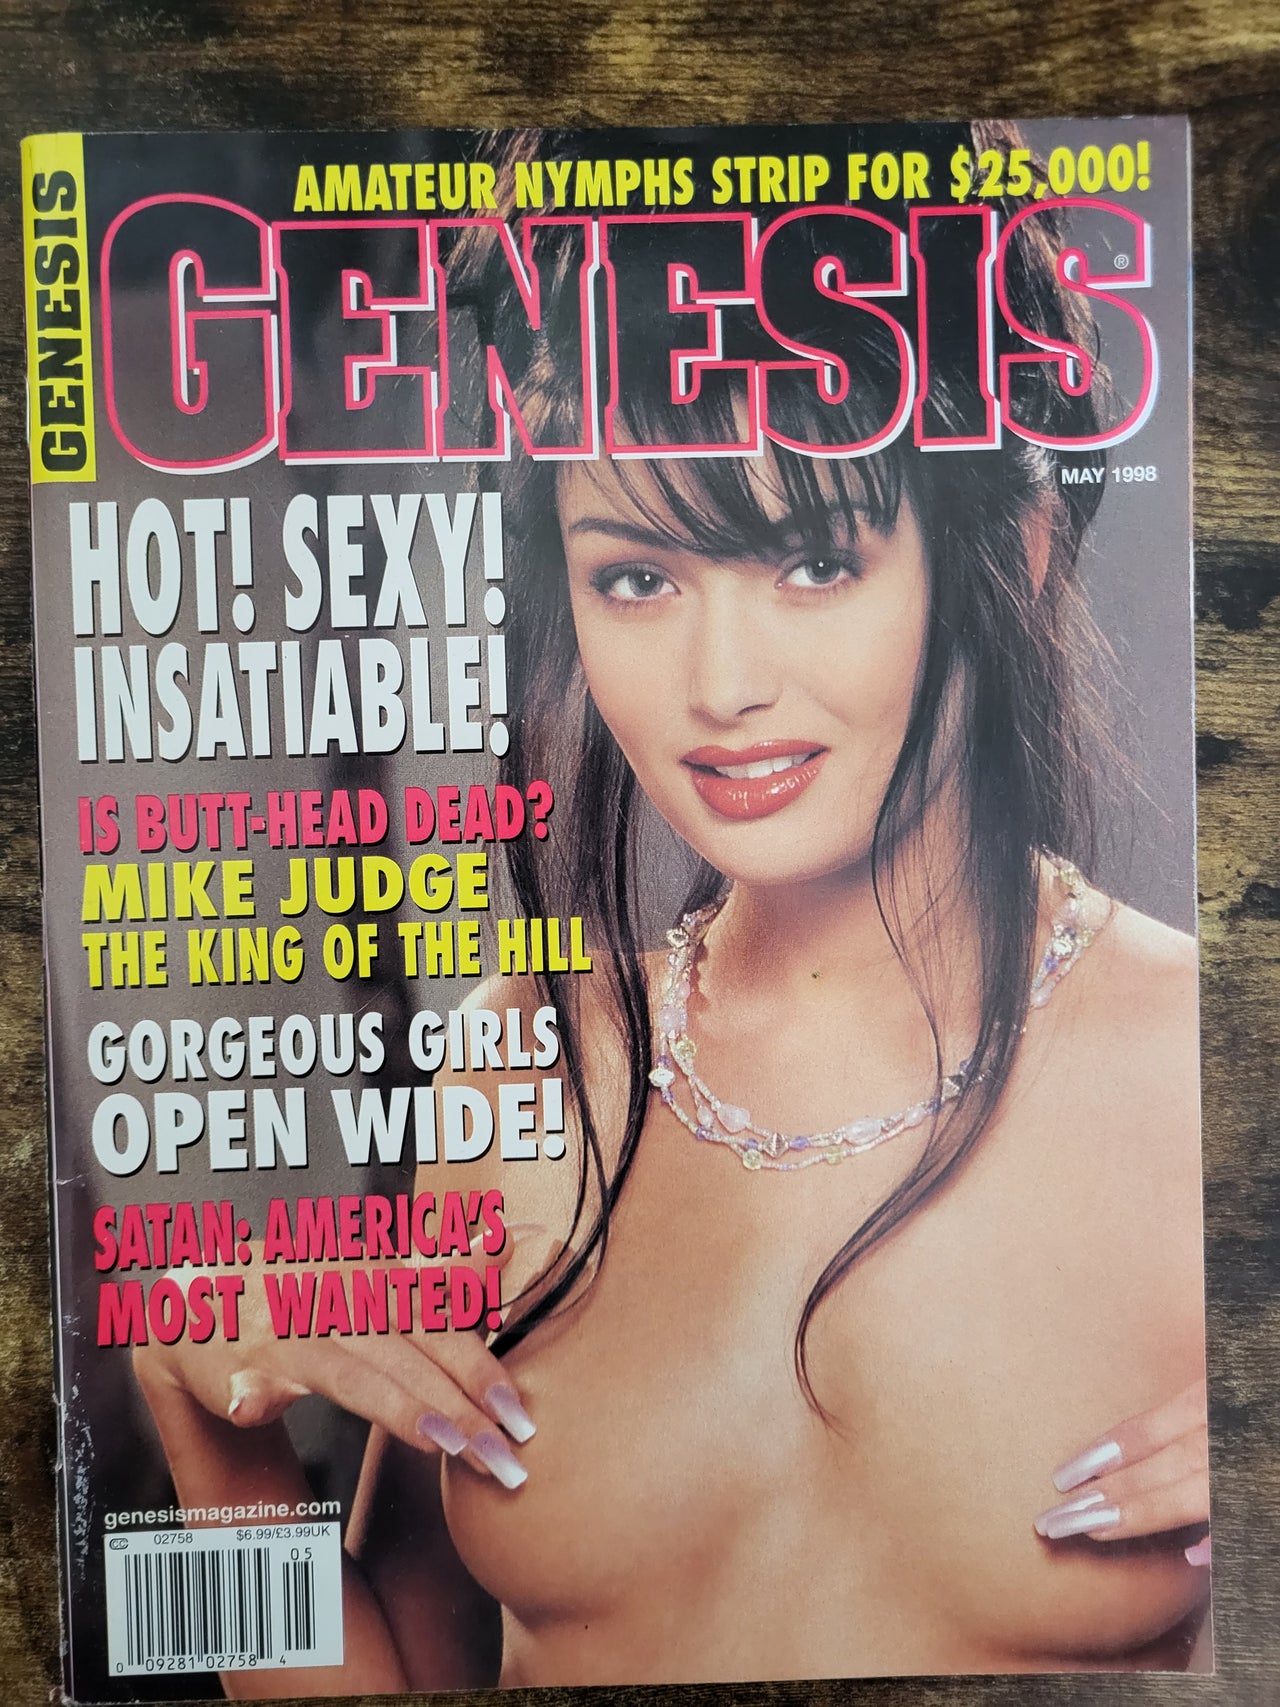 AMATEUR NYMPHS STRIP FOR $25,000!
GENESIS
GENESIS ®
MAY 1998
HOT! SEXY!
INSATIABLE!
IS BUTT-HEAD DEAD?
MIKE JUDGE
THE KING OF THE HILL
GORGEOUS GIRLS
OPEN WIDE!
SATAN: AMERICA'S
MOST WANTED!
genesismagazine.com
CC 02758 $6.99/£3.99UK
05
0 09281 02758 4